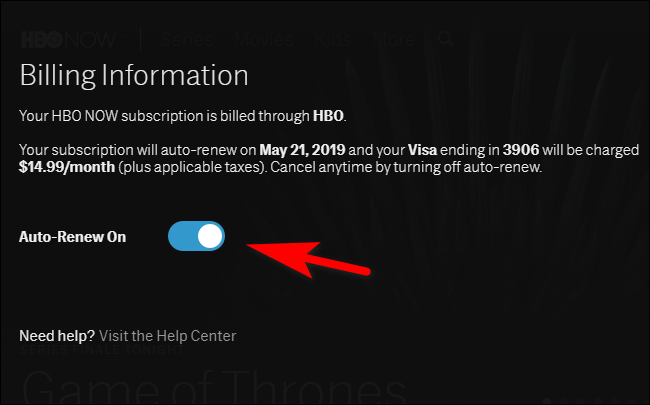 HBO NOW Series Movies Kids More
Billing Information
Your HBO NOW subscription is billed through HBO.
Your subscription will auto-renew on May 21, 2019 and your Visa ending in 3906 will be charged
$14.99/month (plus applicable taxes). Cancel anytime by turning off auto-renew.
Auto-Renew On
Need help? Visit the Help Center
SERIES FINALE TONIGHT
Game of Thrones